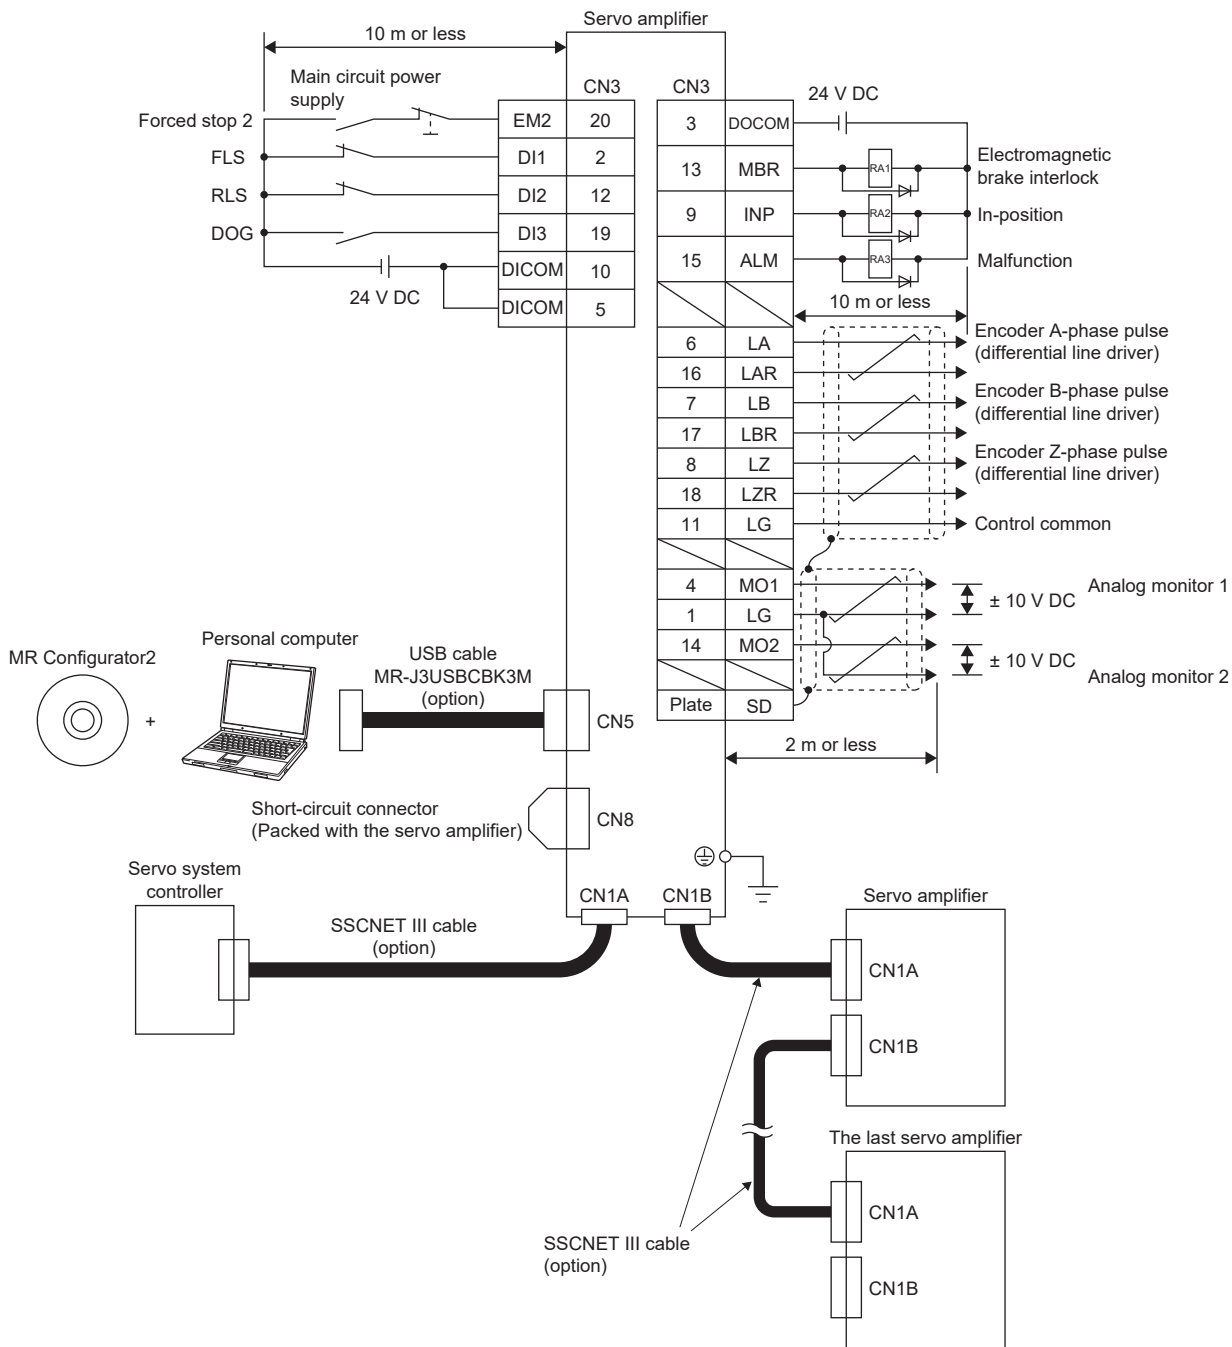 Servo amplifier
10 m or less
Main circuit power
supply
CN3
CN3
24 V DC
Forced stop 2
EM2 20
FLS
DI1 2
RLS
DI2 12
DOG
DI3 19
DICOM 10
24 V DC
DICOM 5
3 DOCOM
13 MBR
RA1
Electromagnetic
brake interlock
9 INP
RA2
In-position
15 ALM
RA3
Malfunction
10 m or less
6 LA
Encoder A-phase pulse
(differential line driver)
16 LAR
7 LB
Encoder B-phase pulse
(differential line driver)
17 LBR
8 LZ
Encoder Z-phase pulse
(differential line driver)
18 LZR
11 LG
Control common
4 MO1
Analog monitor 1
± 10 V DC
1 LG
14 MO2
± 10 V DC
Analog monitor 2
Plate SD
2 m or less
MR Configurator2
+
Personal computer
USB cable
MR-J3USBCBK3M
(option)
CN5
Short-circuit connector
(Packed with the servo amplifier)
CN8
Servo system
controller
CN1A
CN1B
SSCNET III cable
(option)
Servo amplifier
CN1A
CN1B
The last servo amplifier
CN1A
CN1B
SSCNET III cable
(option)